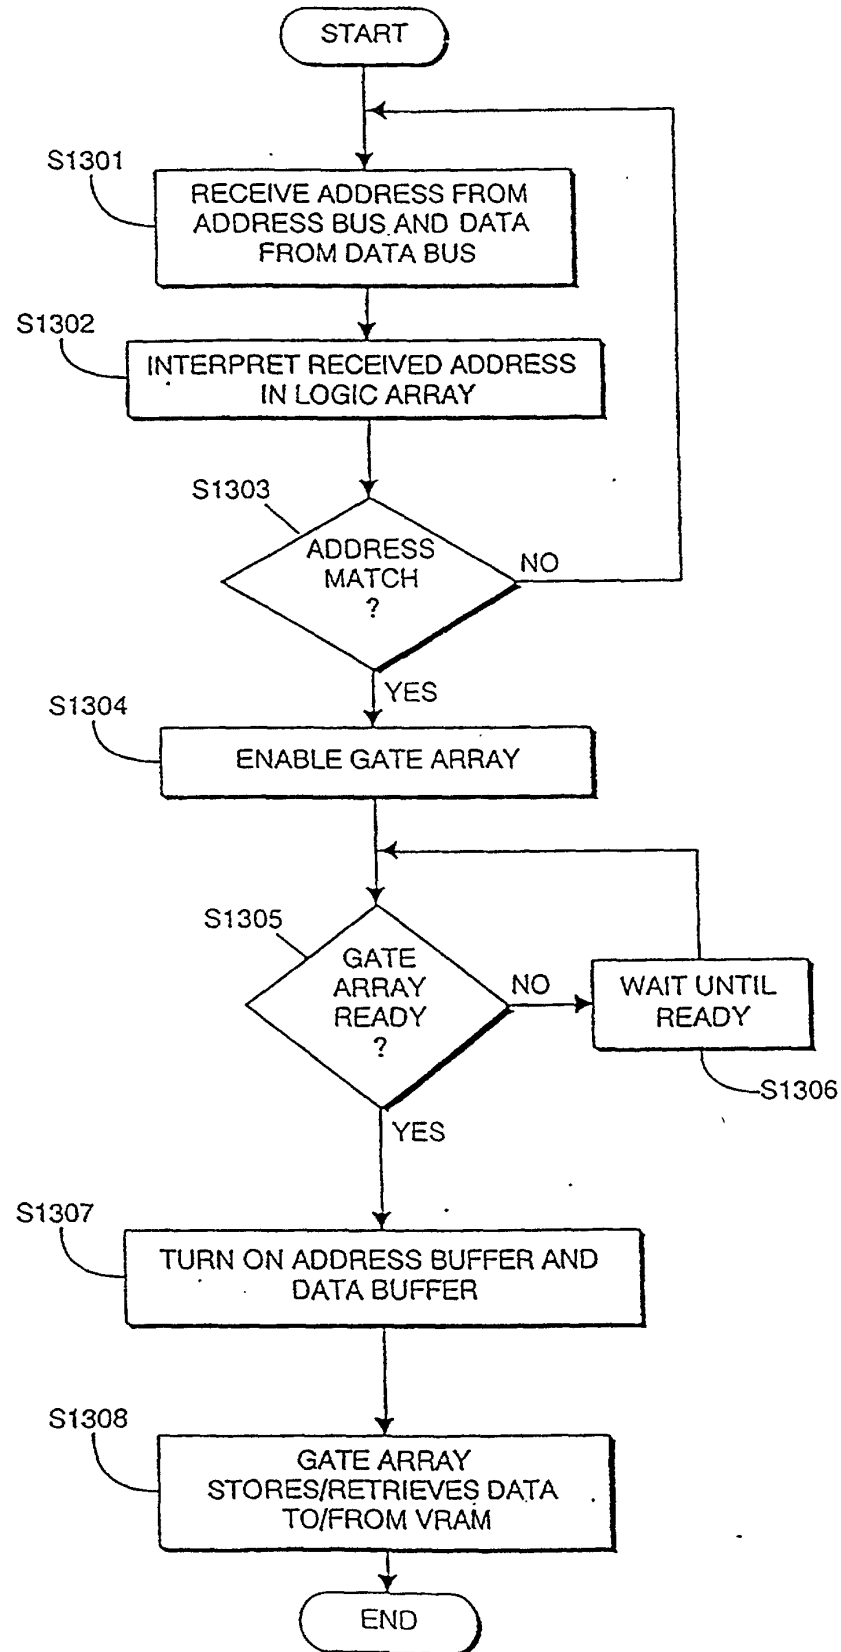 START
S1301
RECEIVE ADDRESS FROM
ADDRESS BUS AND DATA
FROM DATA BUS
S1302
INTERPRET RECEIVED ADDRESS
IN LOGIC ARRAY
S1303
ADDRESS
MATCH
?
NO
YES
S1304
ENABLE GATE ARRAY
S1305
GATE
ARRAY
READY
?
NO
WAIT UNTIL
READY
S1306
YES
S1307
TURN ON ADDRESS BUFFER AND
DATA BUFFER
S1308
GATE ARRAY
STORES/RETRIEVES DATA
TO/FROM VRAM
END